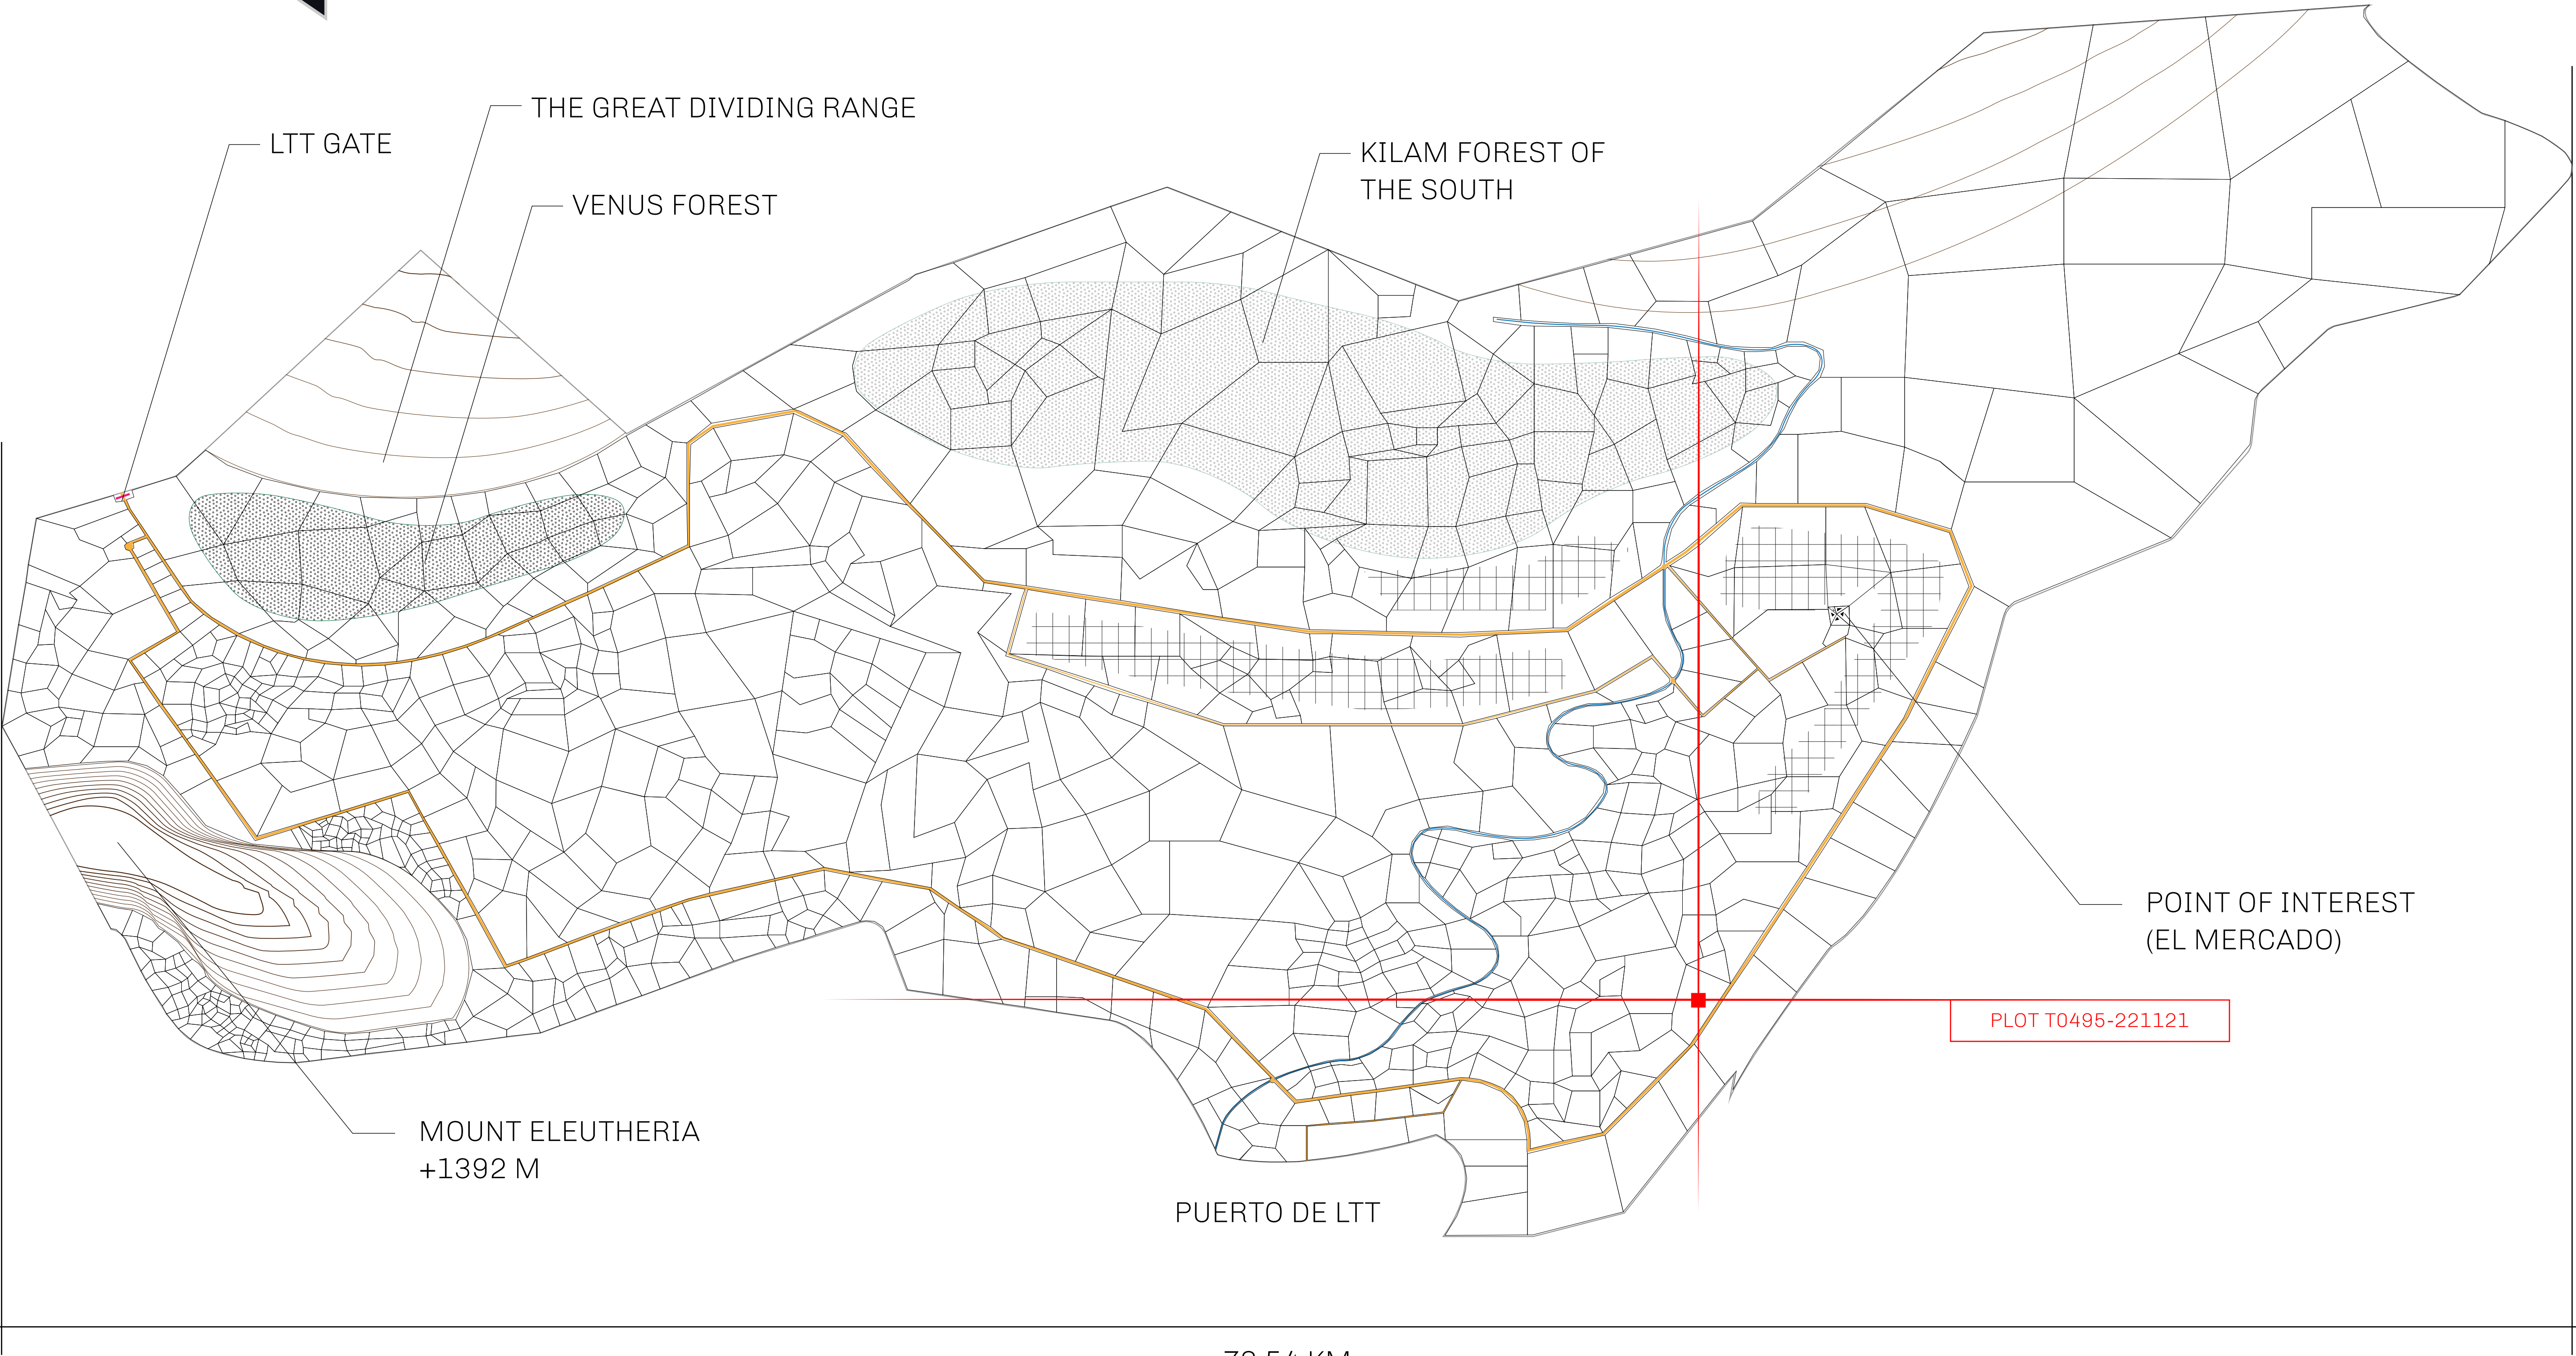 THE GREAT DIVIDING RANGE
LTT GATE
VENUS FOREST
KILAM FOREST OF
THE SOUTH
POINT OF INTEREST
(EL MERCADO)
PLOT T0495-221121
MOUNT ELEUTHERIA
+1392 M
PUERTO DE LTT